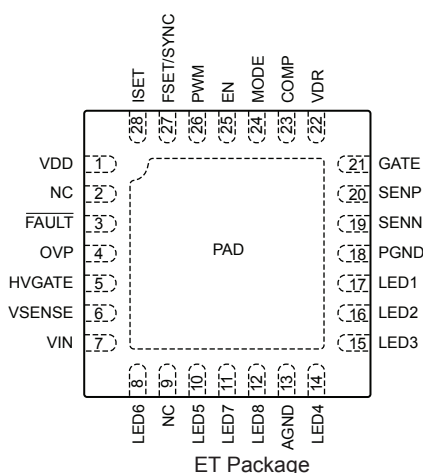 ISET
FSET/SYNC
PWM
EN
MODE
COMP
VDR
28
27
26
25
24
23
22
VDD 1
NC 2
FAULT 3
OVP 4
HVGATE 5
VSENSE 6
VIN 7
PAD
21 GATE
20 SENP
19 SENN
18 PGND
17 LED1
16 LED2
15 LED3
8
9
10
11
12
13
14
LED6
NC
LED5
LED7
LED8
AGND
LED4
ET Package